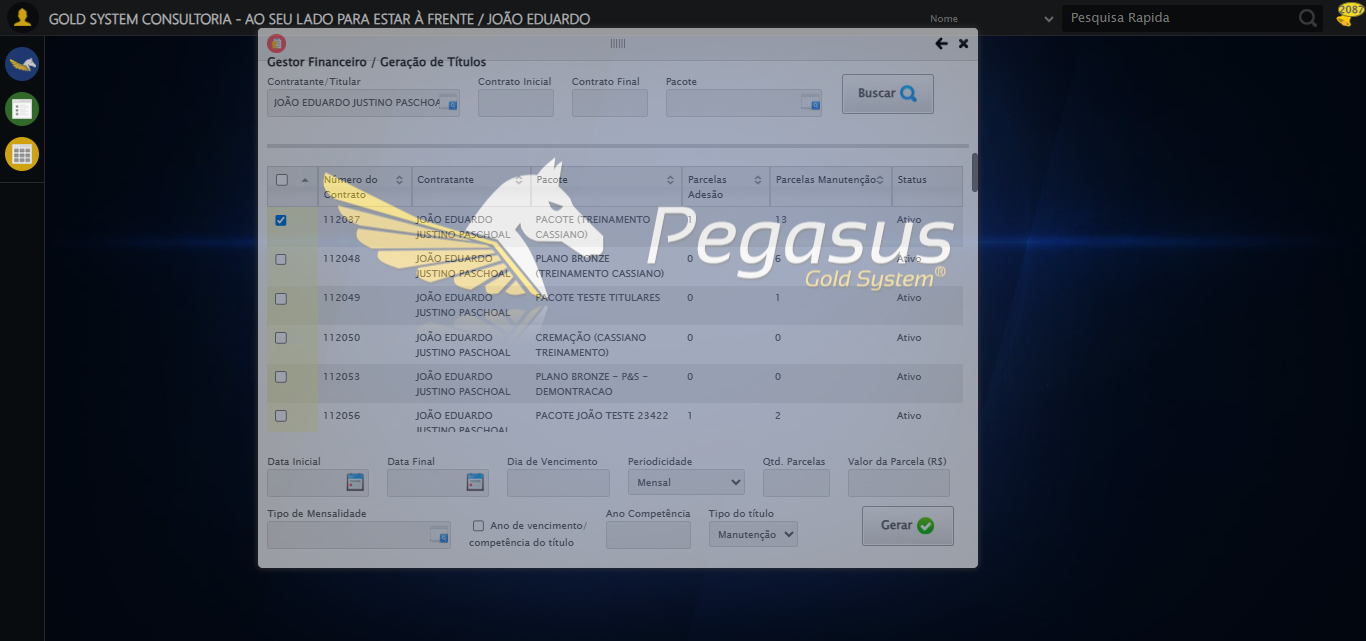 GOLD SYSTEM CONSULTORIA - AO SEU LADO PARA ESTAR À FRENTE / JOÃO EDUARDO
Nome
Pesquisa Rapida
2087
Gestor Financeiro / Geração de Títulos
Contratante/Titular
Contrato Inicial
Contrato Final
Pacote
JOÃO EDUARDO JUSTINO PASCHOA
Buscar
Número do Contrato
Contratante
Pacote
Parcelas Adesão
Parcelas Manutenção
Status
112037
JOÃO EDUARDO
JUSTINO PASCHOAL
PACOTE (TREINAMENTO
CASSIANO)
1
13
Ativo
112048
JOÃO EDUARDO
JUSTINO PASCHOAL
PLANO BRONZE
(TREINAMENTO CASSIANO)
0
6
Ativo
112049
JOÃO EDUARDO
JUSTINO PASCHOAL
PACOTE TESTE TITULARES
0
1
Ativo
112050
JOÃO EDUARDO
JUSTINO PASCHOAL
CREMAÇÃO (CASSIANO
TREINAMENTO)
0
0
Ativo
112053
JOÃO EDUARDO
JUSTINO PASCHOAL
PLANO BRONZE - P&S -
DEMONTRACAO
0
0
Ativo
112056
JOÃO EDUARDO
JUSTINO PASCHOAL
PACOTE JOÃO TESTE 23422
1
2
Ativo
Pegasus
Gold System®
Data Inicial
Data Final
Dia de Vencimento
Periodicidade
Qtd. Parcelas
Valor da Parcela (R$)
Mensal
Tipo de Mensalidade
Ano de vencimento/
competência do título
Ano Competência
Tipo do título
Manutenção
Gerar